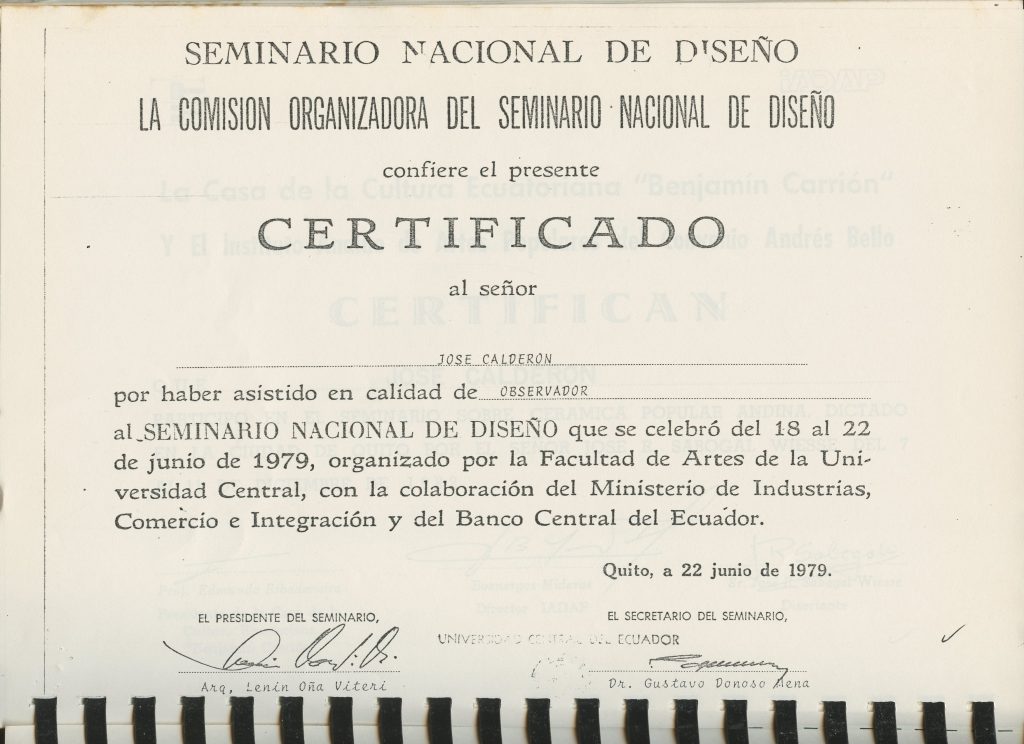 SEMINARIO NACIONAL DE DISEÑO
LA COMISION ORGANIZADORA DEL SEMINARIO NACIONAL DE DISEÑO
confiere el presente
CERTIFICADO
al señor
JOSE CALDERON
por haber asistido en calidad de OBSERVADOR
al SEMINARIO NACIONAL DE DISEÑO que se celebró del 18 al 22
de junio de 1979, organizado por la Facultad de Artes de la Uni-
versidad Central, con la colaboración del Ministerio de Industrias,
Comercio e Integración y del Banco Central del Ecuador.
Quito, a 22 junio de 1979.
EL PRESIDENTE DEL SEMINARIO,
EL SECRETARIO DEL SEMINARIO,
UNIVERSIDAD CENTRAL DEL ECUADOR
Arq, Lenin Oña Viteri
Dr. Gustavo Donoso Mena